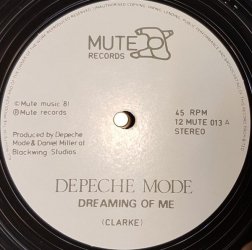 MUTE
RECORDS
© Mute music 81
℗ Mute records
45 RPM
12 MUTE 013 A
STEREO
Produced by Depeche
Mode & Daniel Miller at
Blackwing Studios
DEPECHE MODE
DREAMING OF ME
(CLARKE)